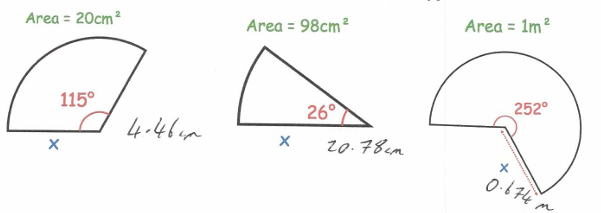 Area = 20cm²
115°
x
4.46cm
Area = 98cm²
26°
x
20.78cm
Area = 1m²
252°
x
0.674m